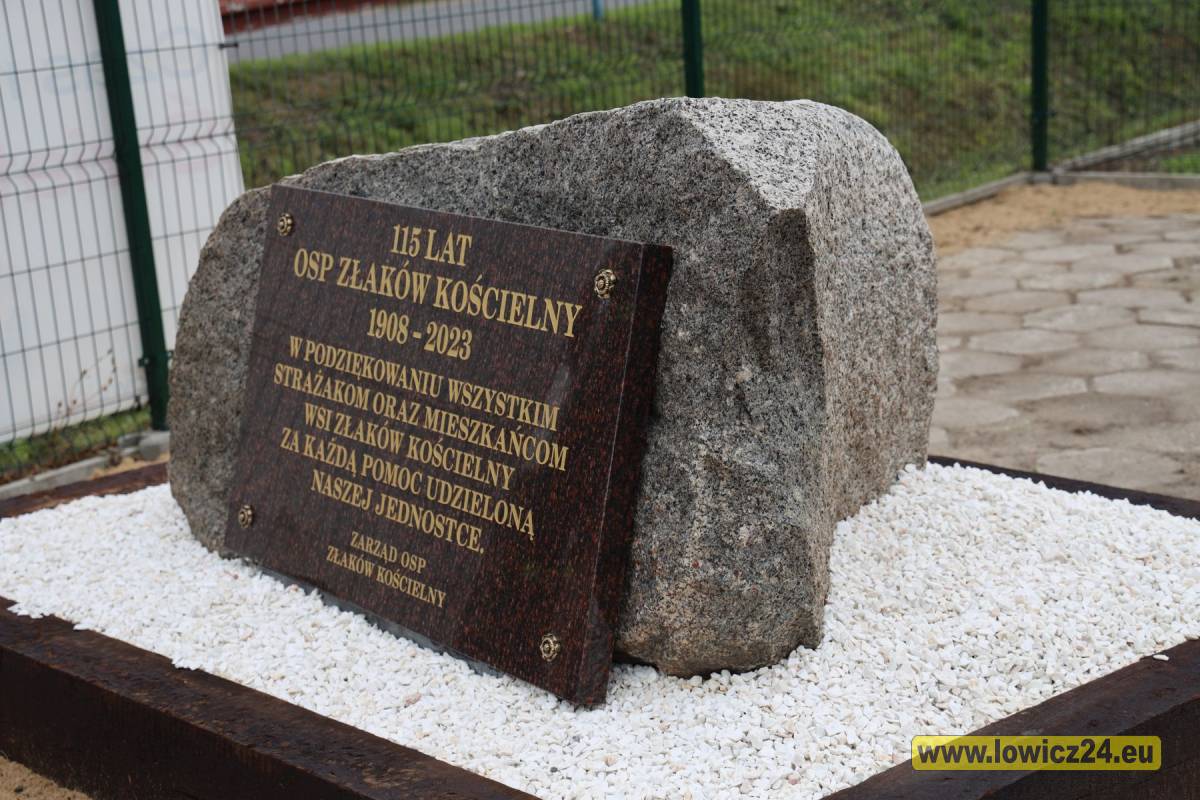 115 LAT
OSP ZŁAKÓW KOŚCIELNY
1908 - 2023
W PODZIĘKOWANIU WSZYSTKIM
STRAŻAKOM ORAZ MIESZKAŃCOM
WSI ZŁAKÓW KOŚCIELNY
ZA KAŻDĄ POMOC UDZIELONĄ
NASZEJ JEDNOSTCE.
ZARZĄD OSP
ZŁAKÓW KOŚCIELNY
www.lowicz24.eu